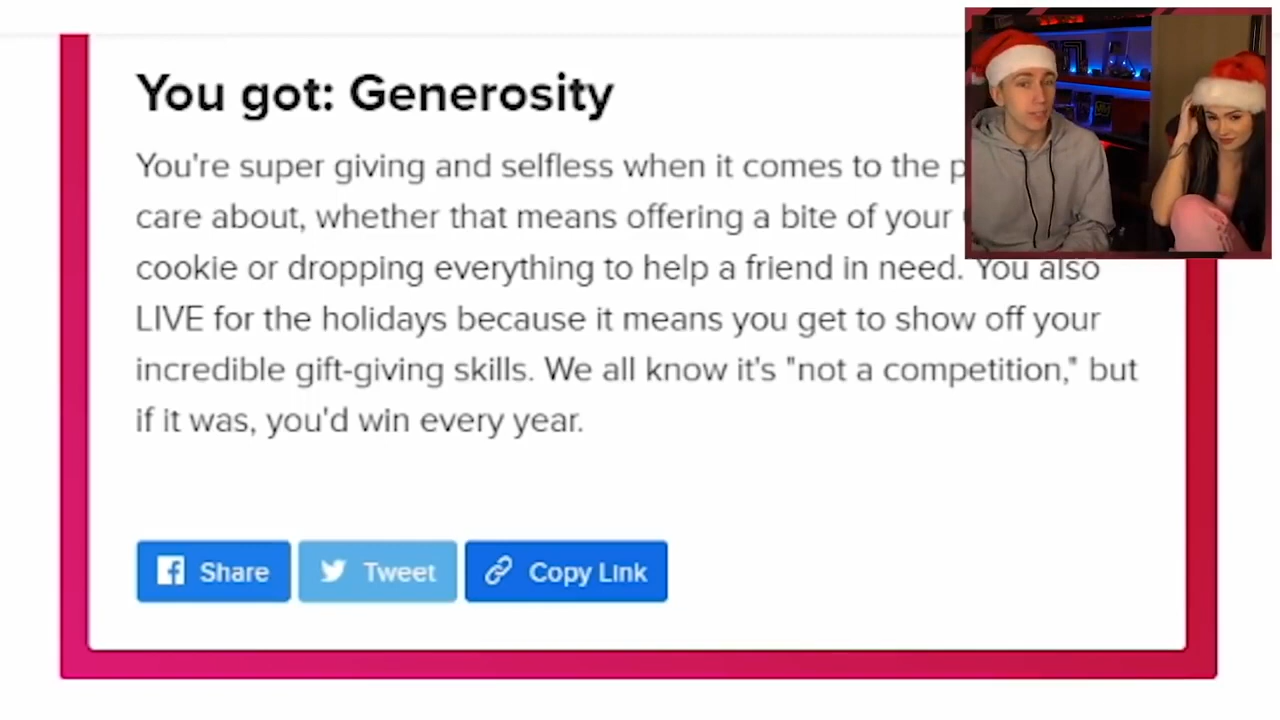 You got: Generosity
You're super giving and selfless when it comes to the
care about, whether that means offering a bite of your
cookie or dropping everything to help a friend in need. You also
LIVE for the holidays because it means you get to show off your
incredible gift-giving skills. We all know it's "not a competition," but
if it was, you'd win every year.
Share
Tweet
Copy Link